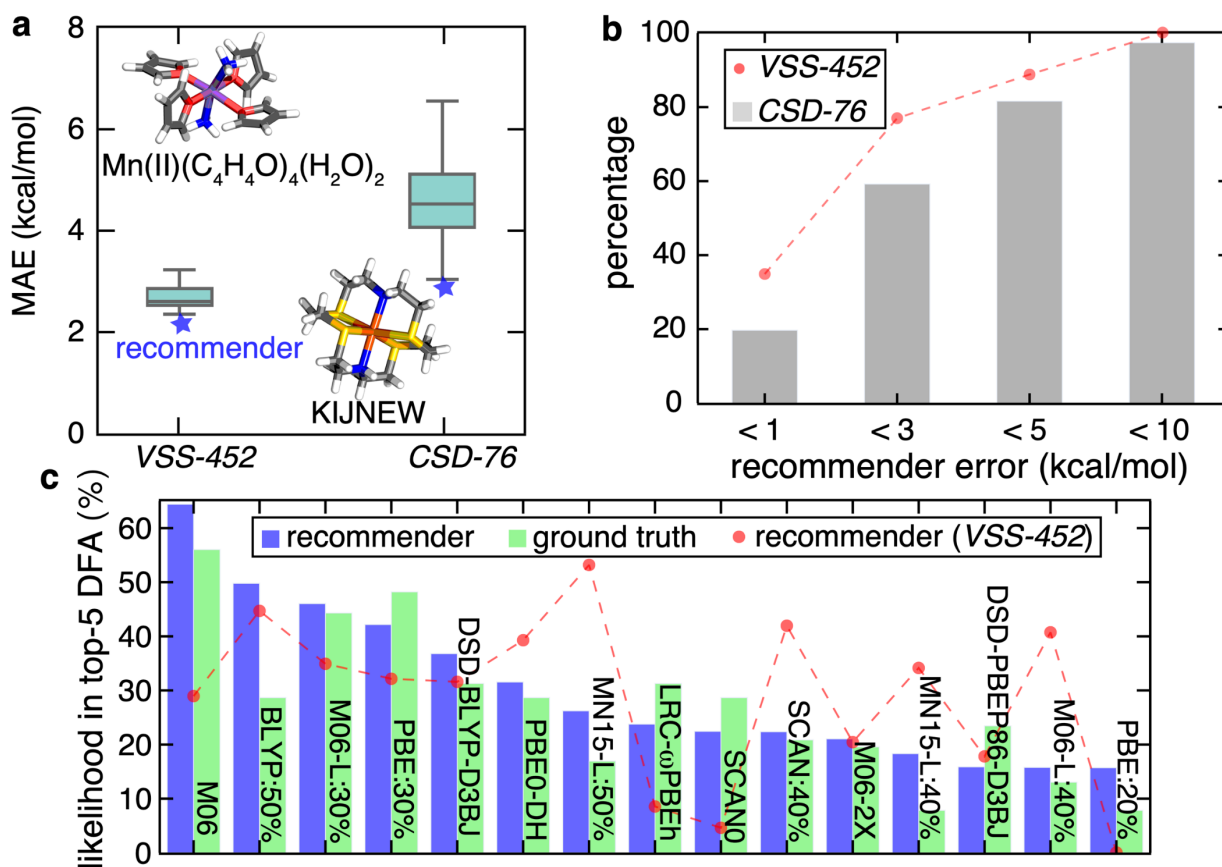 a
MAE (kcal/mol)
8
6
4
2
0
Mn(II)(C₄H₄O)₄(H₂O)₂
recommender
KIJNEW
VSS-452
CSD-76
b
percentage
100
80
60
40
20
0
VSS-452
CSD-76
< 1
< 3
< 5
< 10
recommender error (kcal/mol)
c
likelihood in top-5 DFA (%)
60
50
40
30
20
10
0
recommender
ground truth
recommender (VSS-452)
M06
BLYP:50%
M06-L:30%
PBE:30%
DSD-BLYP-D3BJ
PBE0-DH
MN15-L:50%
LRC-ωPBEh
SCAN0
SCAN:40%
M06-2X
MN15-L:40%
DSD-PBEP86-D3BJ
M06-L:40%
PBE:20%